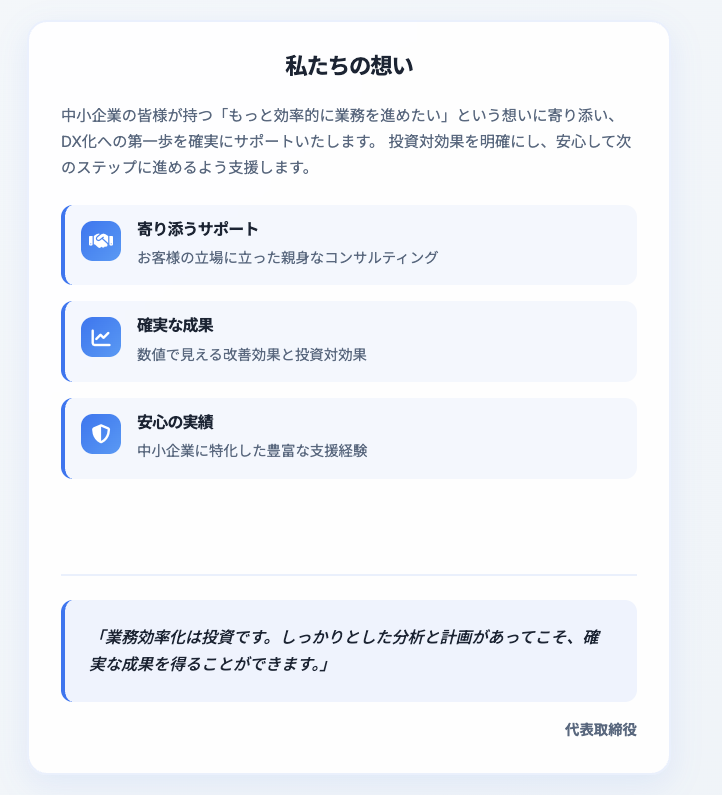 私たちの想い
中小企業の皆様が持つ「もっと効率的に業務を進めたい」という想いに寄り添い、
DX化への第一歩を確実にサポートいたします。 投資対効果を明確にし、安心して次
のステップに進めるよう支援します。
寄り添うサポート
お客様の立場に立った親身なコンサルティング
確実な成果
数値で見える改善効果と投資対効果
安心の実績
中小企業に特化した豊富な支援経験
「業務効率化は投資です。しっかりとした分析と計画があってこそ、確
実な成果を得ることができます。」
代表取締役